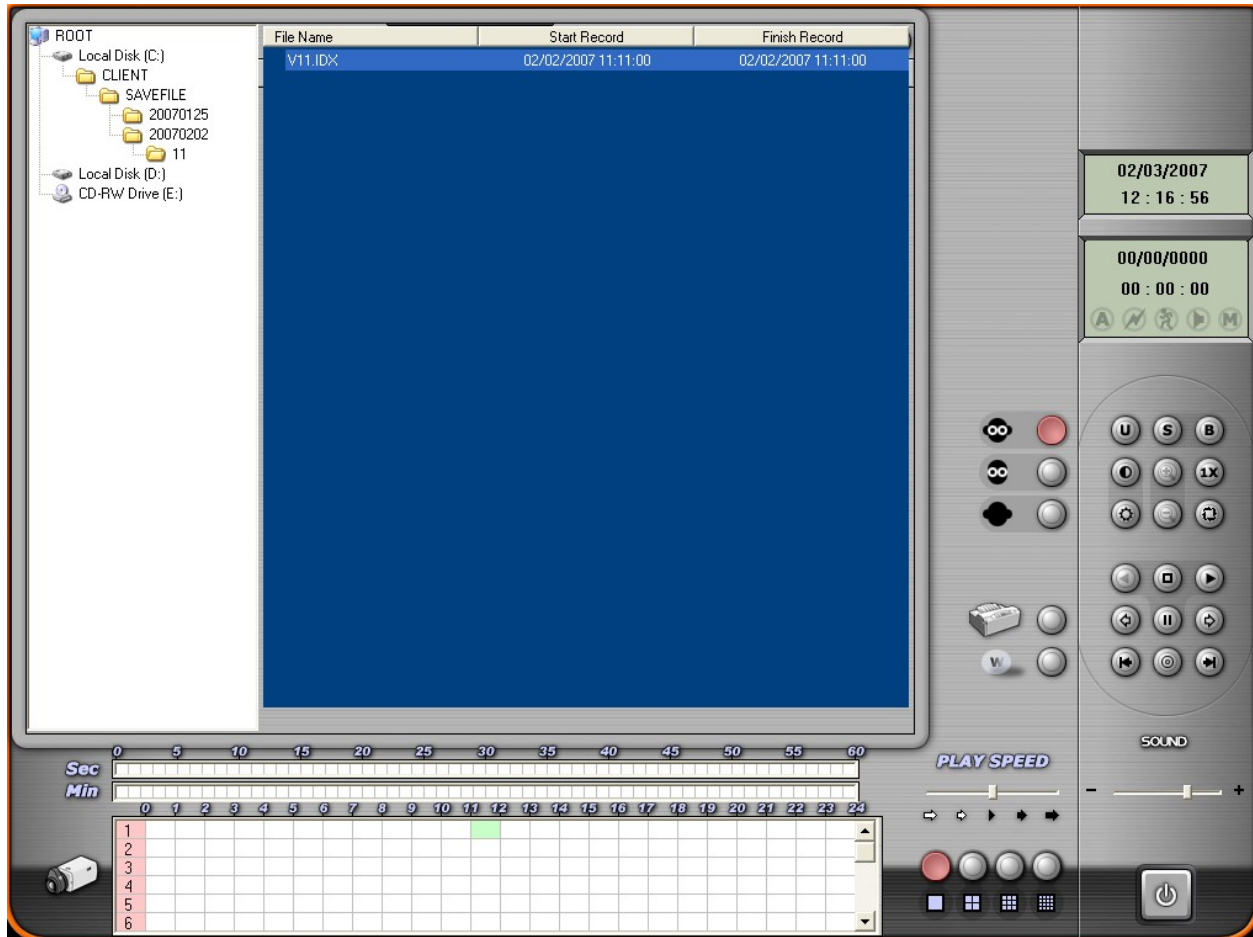 ROOT
Local Disk (C:)
CLIENT
SAVEFILE
20070125
20070202
11
Local Disk (D:)
CD-RW Drive (E:)
File Name Start Record Finish Record
V11.IDX 02/02/2007 11:11:00 02/02/2007 11:11:00
02/03/2007
12 : 16 : 56
00/00/0000
00 : 00 : 00
A M
U S B
1X
W
SOUND
PLAY SPEED
- +
0 5 10 15 20 25 30 35 40 45 50 55 60
Sec
Min
0 1 2 3 4 5 6 7 8 9 10 11 12 13 14 15 16 17 18 19 20 21 22 23 24
1
2
3
4
5
6